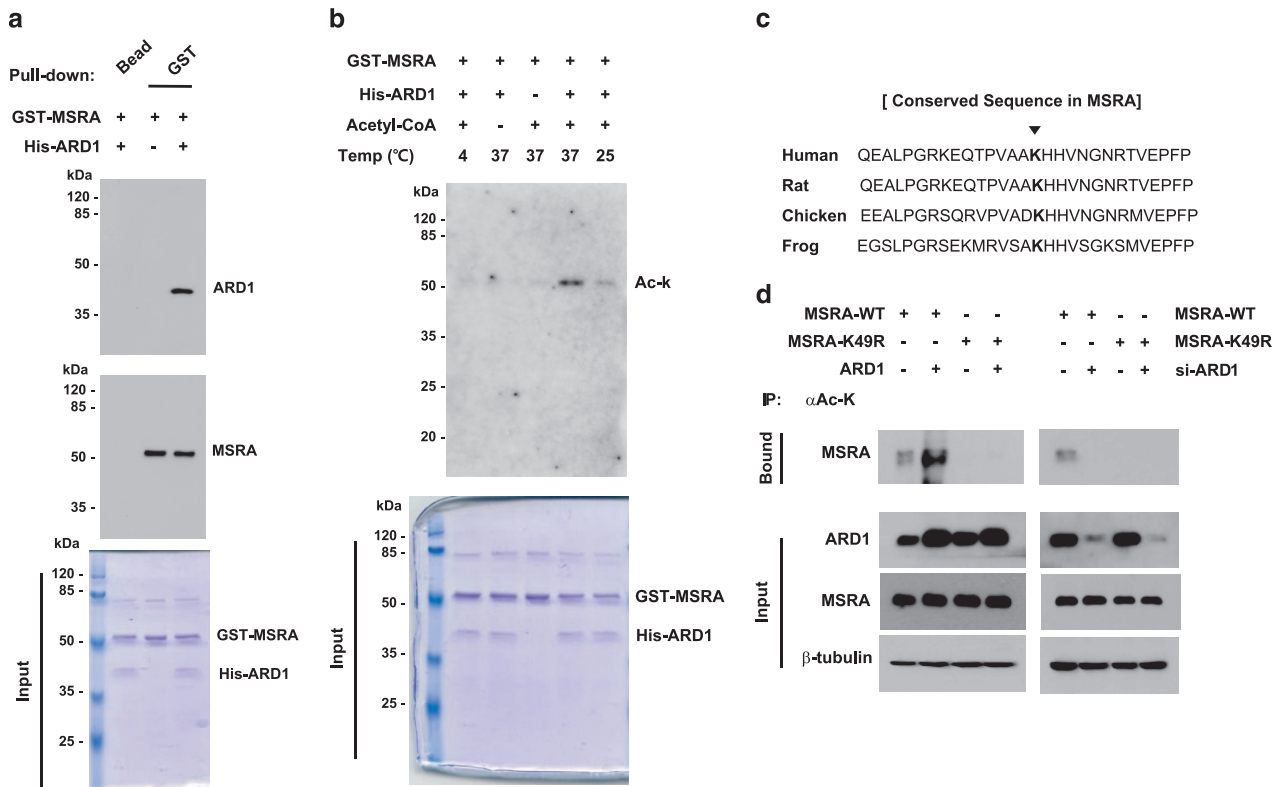 a
Pull-down: Bead GST
GST-MSRA + + +
His-ARD1 + - +
kDa
120 -
85 -
50 -
35 -
ARD1
120 -
85 -
50 -
35 -
MSRA
kDa
120 -
85 -
50 -
35 -
25 -
GST-MSRA
His-ARD1
Input
b
GST-MSRA + + + + +
His-ARD1 + + - + +
Acetyl-CoA + - + + +
Temp (℃) 4 37 37 37 25
kDa
120 -
85 -
50 -
35 -
25 -
20 -
Ac-k
kDa
120 -
85 -
50 -
35 -
25 -
GST-MSRA
His-ARD1
Input
c
[ Conserved Sequence in MSRA]
Human QEALPGRKEQTPVAAKHHVNGNRTVEPFP
Rat QEALPGRKEQTPVAAKHHVNGNRTVEPFP
Chicken EEALPGRSQRVPVADKHHVNGNRMVEPFP
Frog EGSLPGRSEKMRVSAKHHVSGKSMVEPFP
d
MSRA-WT + + - - + + - - MSRA-WT
MSRA-K49R - - + + - - + + MSRA-K49R
ARD1 - + - + - + - + si-ARD1
IP: αAc-K
Bound
MSRA
Input
ARD1
MSRA
β-tubulin